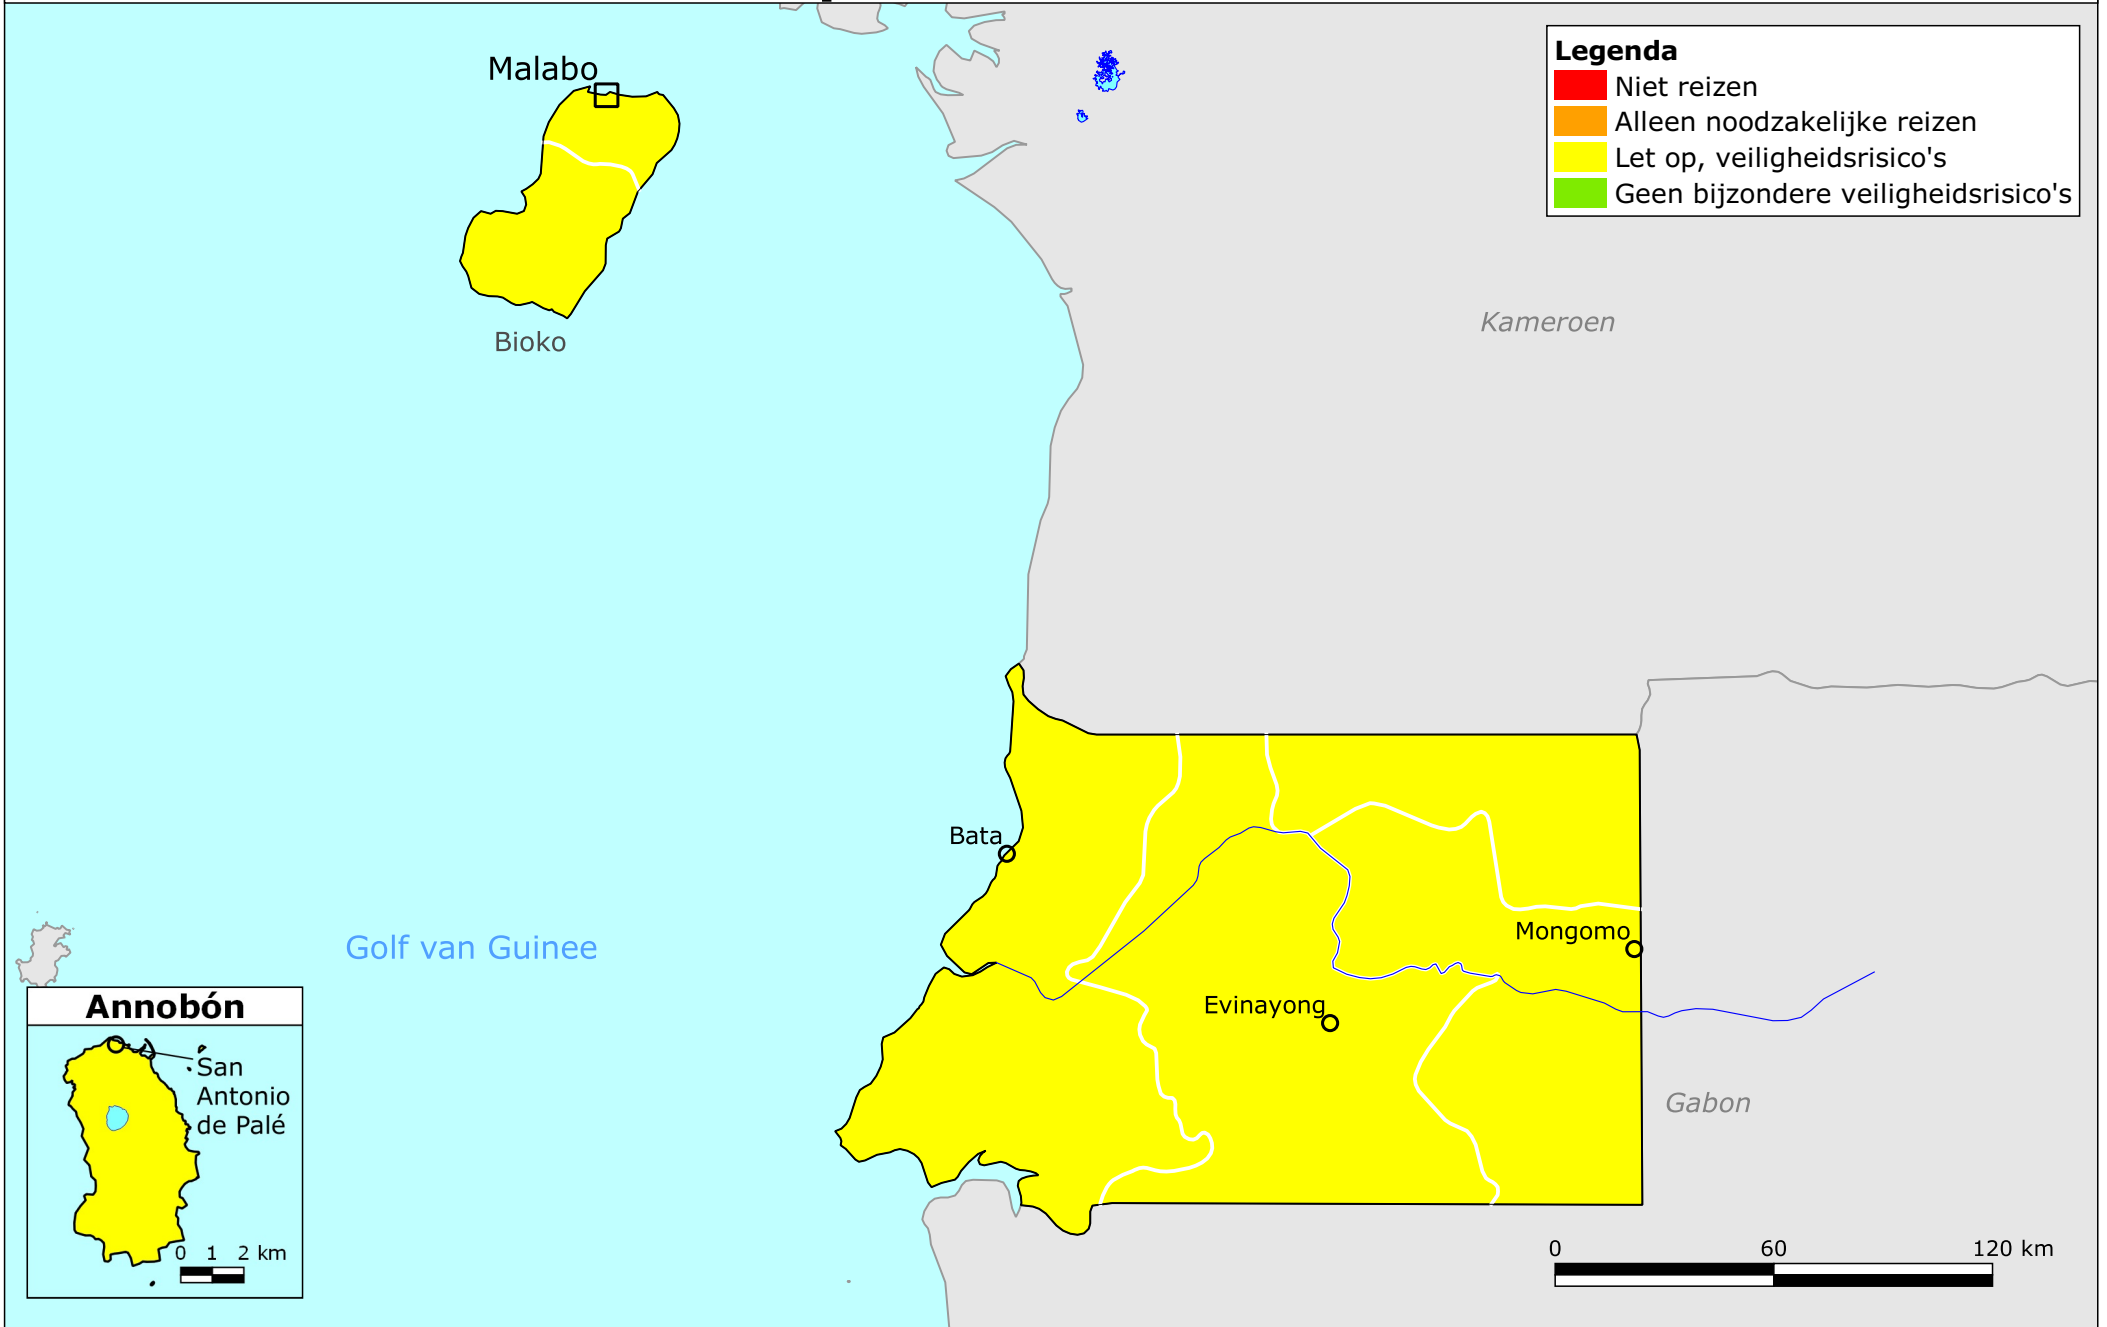 Malabo
Legenda
Niet reizen
Alleen noodzakelijke reizen
Let op, veiligheidsrisico's
Geen bijzondere veiligheidsrisico's
Kameroen
Bioko
Bata
Golf van Guinee
Mongomo
Evinayong
Annobón
San
Antonio
de Palé
Gabon
0 1 2 km
0 60 120 km